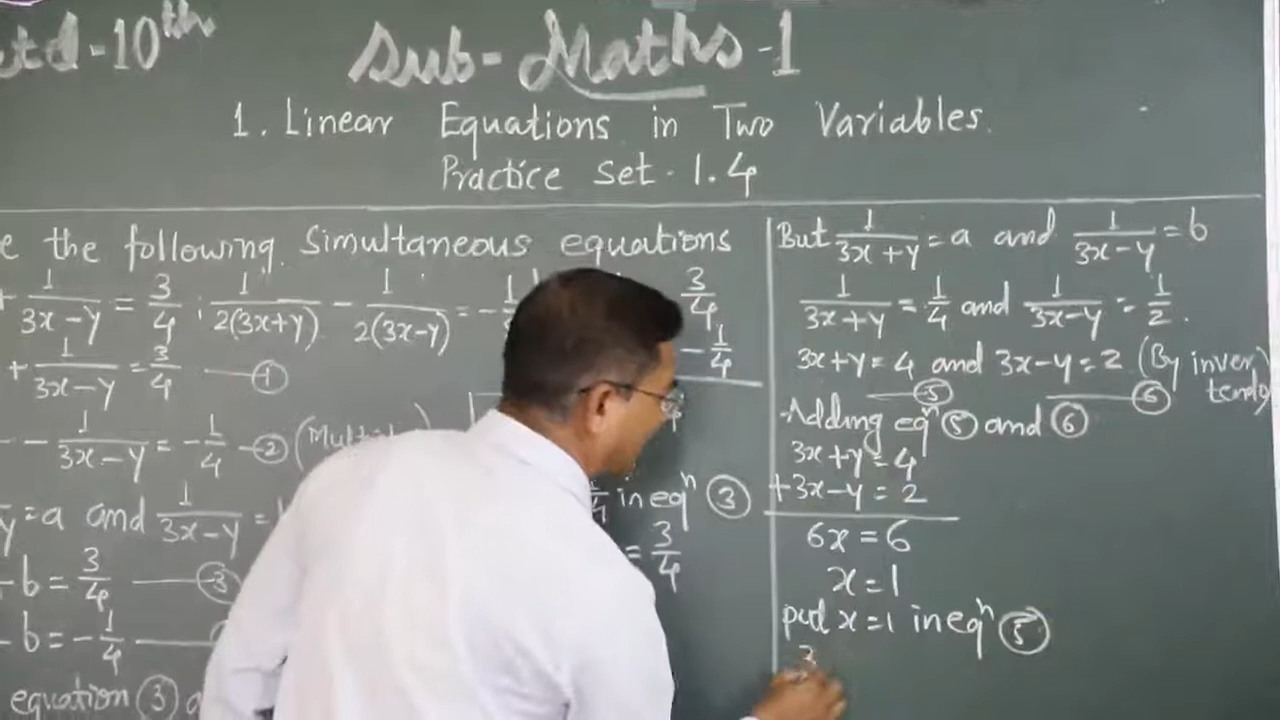 td-10th
Sub-Maths-1
1. Linear Equations in Two Variables.
Practice Set. 1.4
e the following Simultaneous equations
+ 1/(3x-y) = 3/4 ; 1/(2(3x+y)) - 1/(2(3x-y)) = -1/
+ 1/(3x-y) = 3/4 —①
- 1/(3x-y) = -1/4 —②
y = a and 1/(3x-y) =
-b = 3/4 —③
-b = -1/4 —
equation ③
3/4
-1/4
in eqⁿ ③
= 3/4
But 1/(3x+y) = a and 1/(3x-y) = b
1/(3x+y) = 1/4 and 1/(3x-y) = 1/2.
3x+y=4 and 3x-y=2 (By inver
tendo
—⑤ —⑥
Adding eqⁿ ⑤ and ⑥
3x+y=4
+3x-y=2
6x=6
x=1
put x=1 in eqⁿ ⑤
3